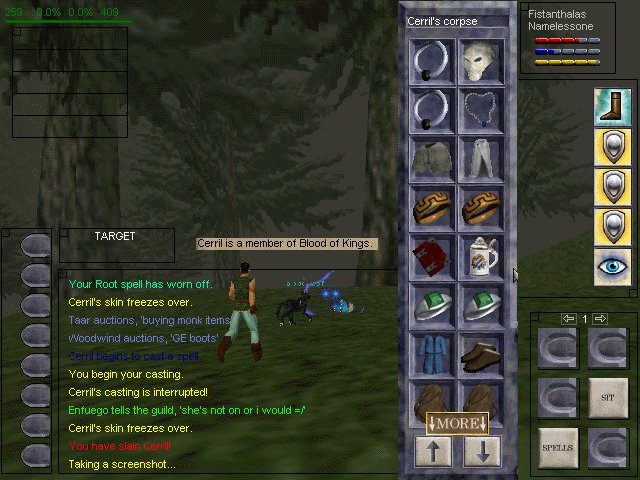 259 0.0% 0.0% 409
Cerril's corpse
Fistanthalas
Namelessone
TARGET
Cerril is a member of Blood of Kings.
Your Root spell has worn off.
Cerril's skin freezes over.
Taar auctions, 'buying monk items
Woodwind auctions, 'GE boots'
Cerril begins to cast a spell.
You begin your casting.
Cerril's casting is interrupted!
Enfuego tells the guild, 'she's not on or i would =/'
Cerril's skin freezes over.
You have slain Cerril!
Taking a screenshot...
MORE
1
SIT
SPELLS